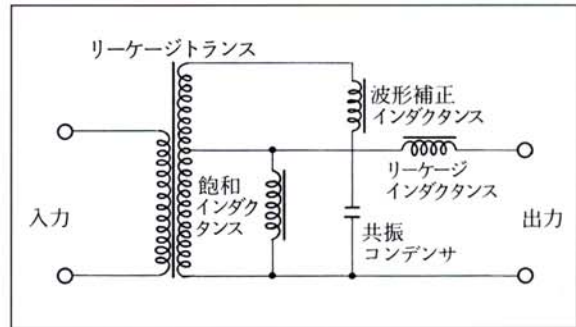 リーケージトランス
波形補正
インダクタンス
リーケージ
インダクタンス
飽和
インダク
タンス
入力
共振
コンデンサ
出力